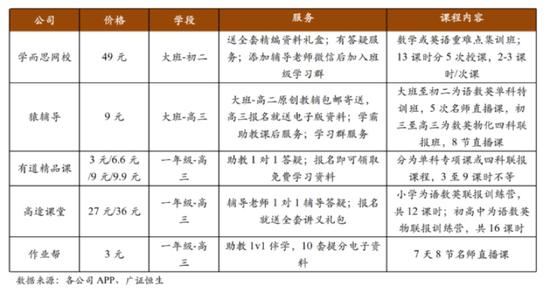 公司 价格 学段 服务 课程内容
学而思网校 49 元 大班-初二
送全套精编资料礼盒；有答疑服
务；添加辅导老师微信后加入班
级学习群
数学或英语重难点集训班；
13 课时分 5 次授课，2-3 课
时/次课
猿辅导 9 元 大班-高三
大班-高二原创教辅包邮寄送，
高三报名就送电子版资料；学霸
助教课后服务；学习群服务
大班至初二为语数英单科特
训班，5 次名师直播课，初
三至高三为数英物化四科联
报班，8 节直播课
有道精品课
3 元/6.6 元
/9 元/9.9 元
一年级-高
三
助教 1 对 1 答疑；报名即可领取
免费学习资料
分为单科专项课或四科联报
课程，3 至 9 课时不等
高途课堂 27 元/36 元
一年级-高
三
辅导老师 1 对 1 辅导答疑；报名
就送全套讲义礼包
小学为语数英联报训练营，
共 12 课时；初高中为语数英
物联报训练营，共 16 课时
作业帮 3 元
一年级-高
三
助教 1v1 伴学，10 套提分电子资
料
7 天 8 节名师直播课
数据来源：各公司 APP、广证恒生